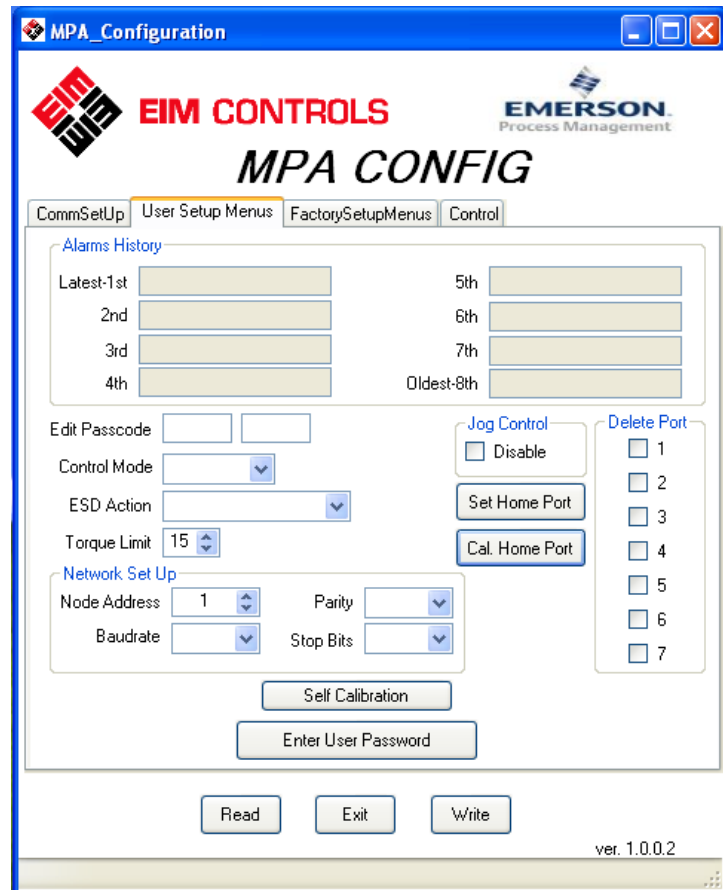 MPA_Configuration
EIM
EIM
EIM CONTROLS
EMERSON.
Process Management
MPA CONFIG
CommSetUp User Setup Menus FactorySetupMenus Control
Alarms History
Latest-1st 5th
2nd 6th
3rd 7th
4th Oldest-8th
Edit Passcode
Jog Control
Delete Port
Disable
1
Control Mode
2
ESD Action
Set Home Port
3
Torque Limit 15
Cal. Home Port
4
Network Set Up
5
Node Address 1 Parity
6
Baudrate Stop Bits
7
Self Calibration
Enter User Password
Read Exit Write
ver. 1.0.0.2